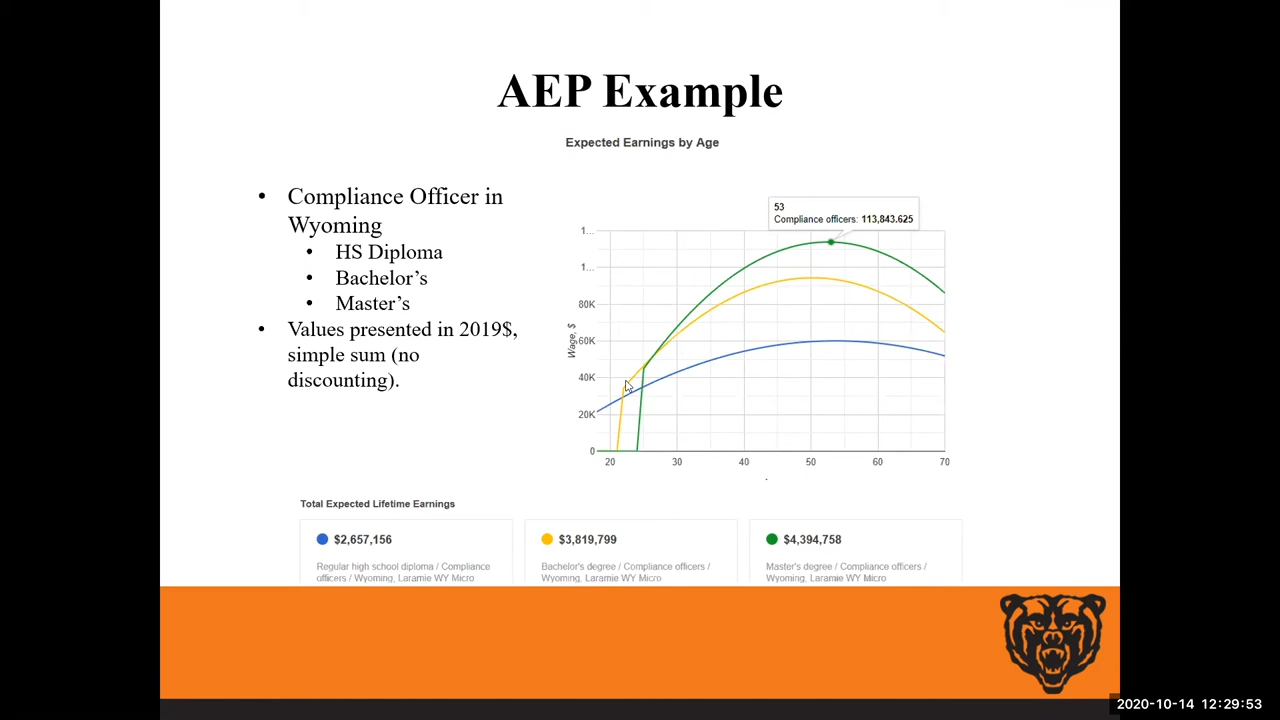 AEP Example
Expected Earnings by Age
• Compliance Officer in
Wyoming
• HS Diploma
• Bachelor’s
• Master’s
• Values presented in 2019$,
simple sum (no
discounting).
53
Compliance officers: 113,843.625
1...
1...
80K
60K
40K
20K
0
Wage, $
20 30 40 50 60 70
Total Expected Lifetime Earnings
$2,657,156
Regular high school diploma / Compliance
officers / Wyoming, Laramie WY Micro
$3,819,799
Bachelor's degree / Compliance officers /
Wyoming, Laramie WY Micro
$4,394,758
Master's degree / Compliance officers /
Wyoming, Laramie WY Micro
2020-10-14 12:29:53